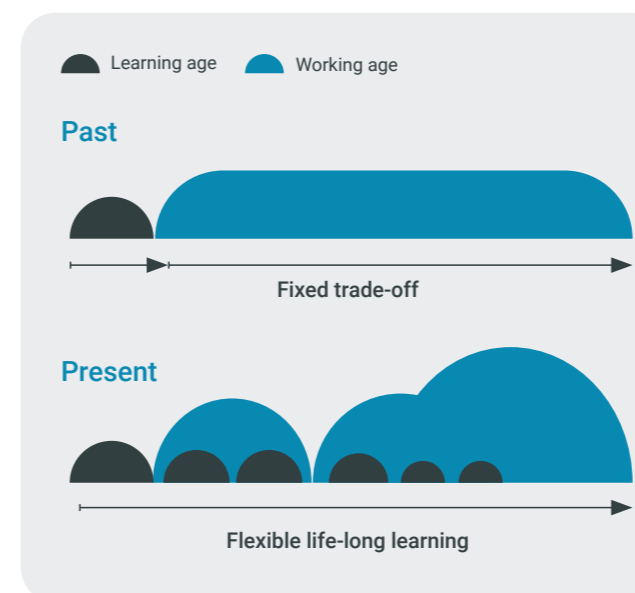 Learning age
Working age
Past
Fixed trade-off
Present
Flexible life-long learning